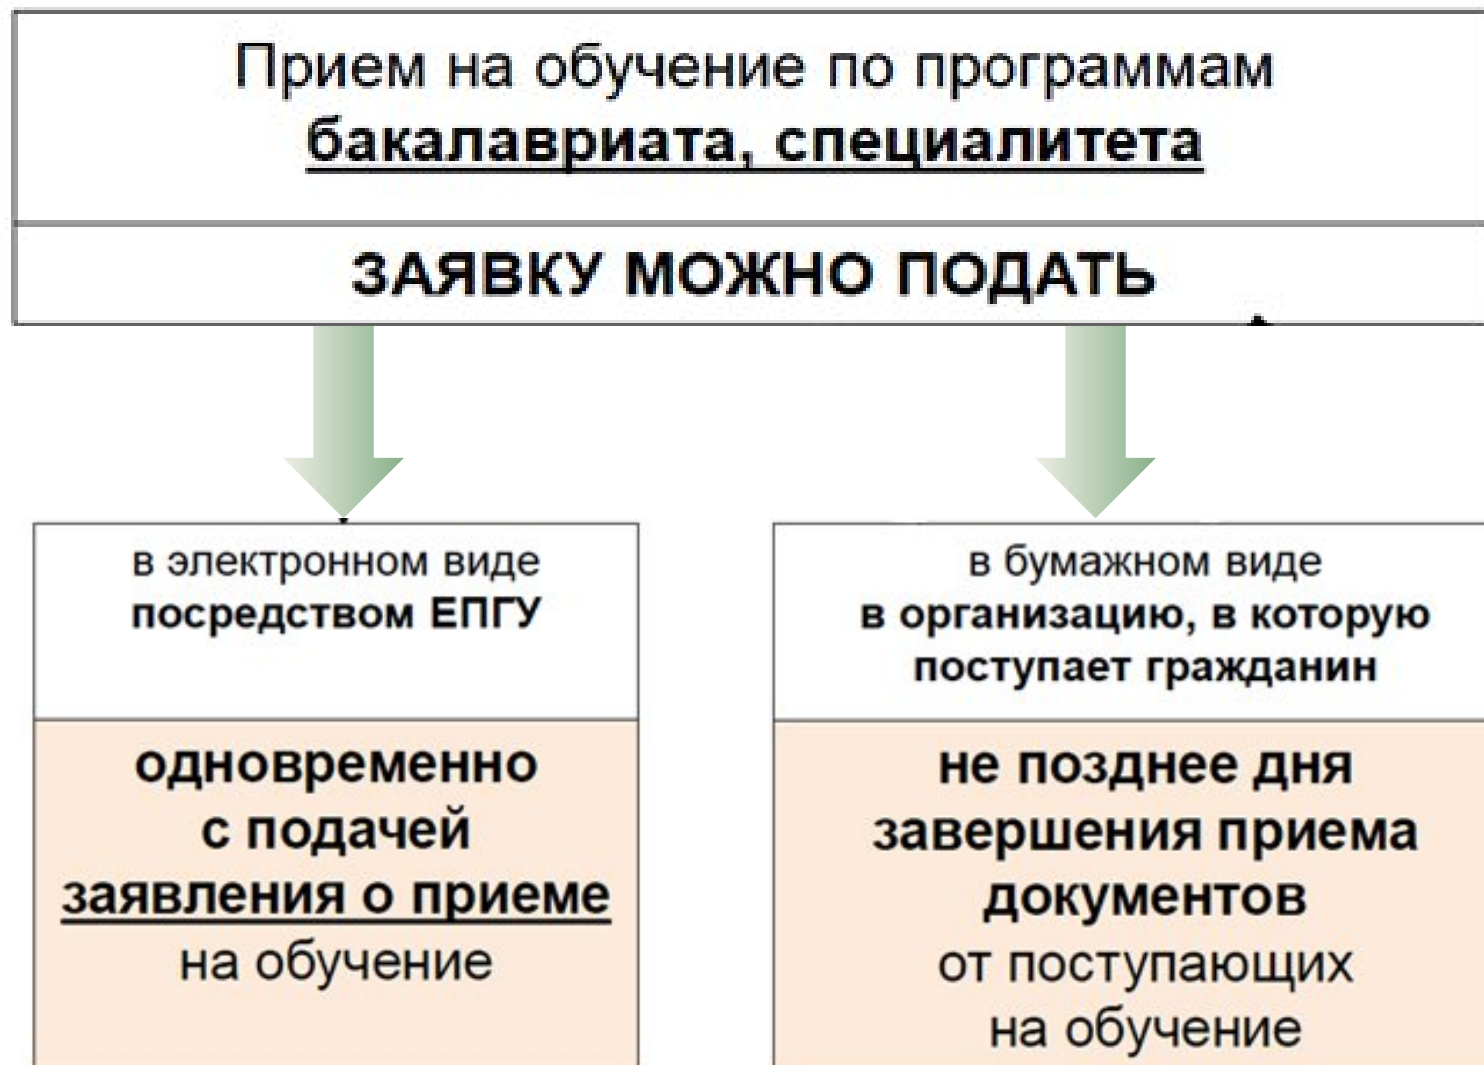 Прием на обучение по программам
бакалавриата, специалитета
ЗАЯВКУ МОЖНО ПОДАТЬ
в электронном виде
посредством ЕПГУ
одновременно
с подачей
заявления о приеме
на обучение
в бумажном виде
в организацию, в которую
поступает гражданин
не позднее дня
завершения приема
документов
от поступающих
на обучение